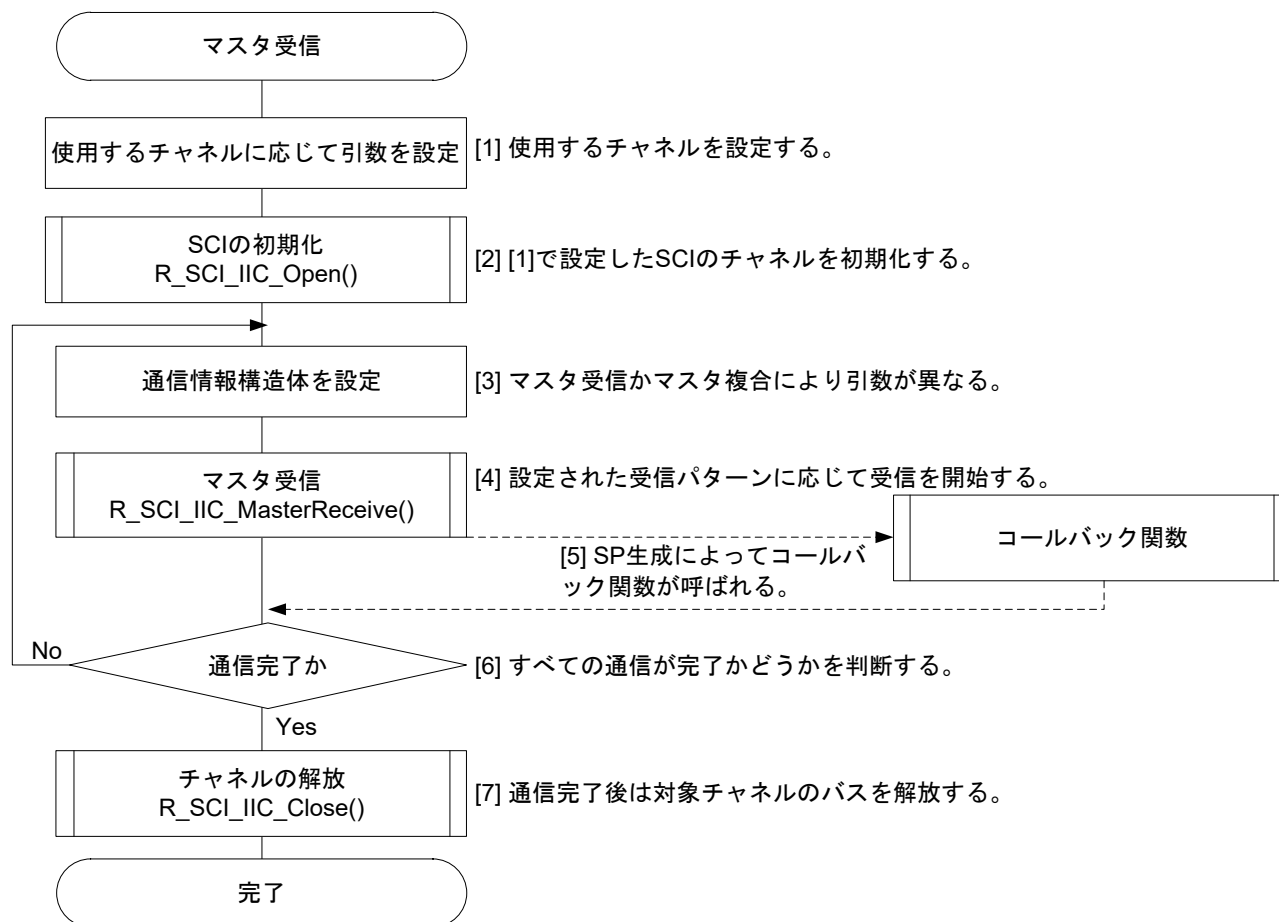 マスタ受信
使用するチャネルに応じて引数を設定
[1] 使用するチャネルを設定する。
SCIの初期化
R_SCI_IIC_Open()
[2] [1]で設定したSCIのチャネルを初期化する。
通信情報構造体を設定
[3] マスタ受信かマスタ複合により引数が異なる。
マスタ受信
R_SCI_IIC_MasterReceive()
[4] 設定された受信パターンに応じて受信を開始する。
コールバック関数
[5] SP生成によってコールバ
ック関数が呼ばれる。
No
通信完了か
[6] すべての通信が完了かどうかを判断する。
Yes
チャネルの解放
R_SCI_IIC_Close()
[7] 通信完了後は対象チャネルのバスを解放する。
完了